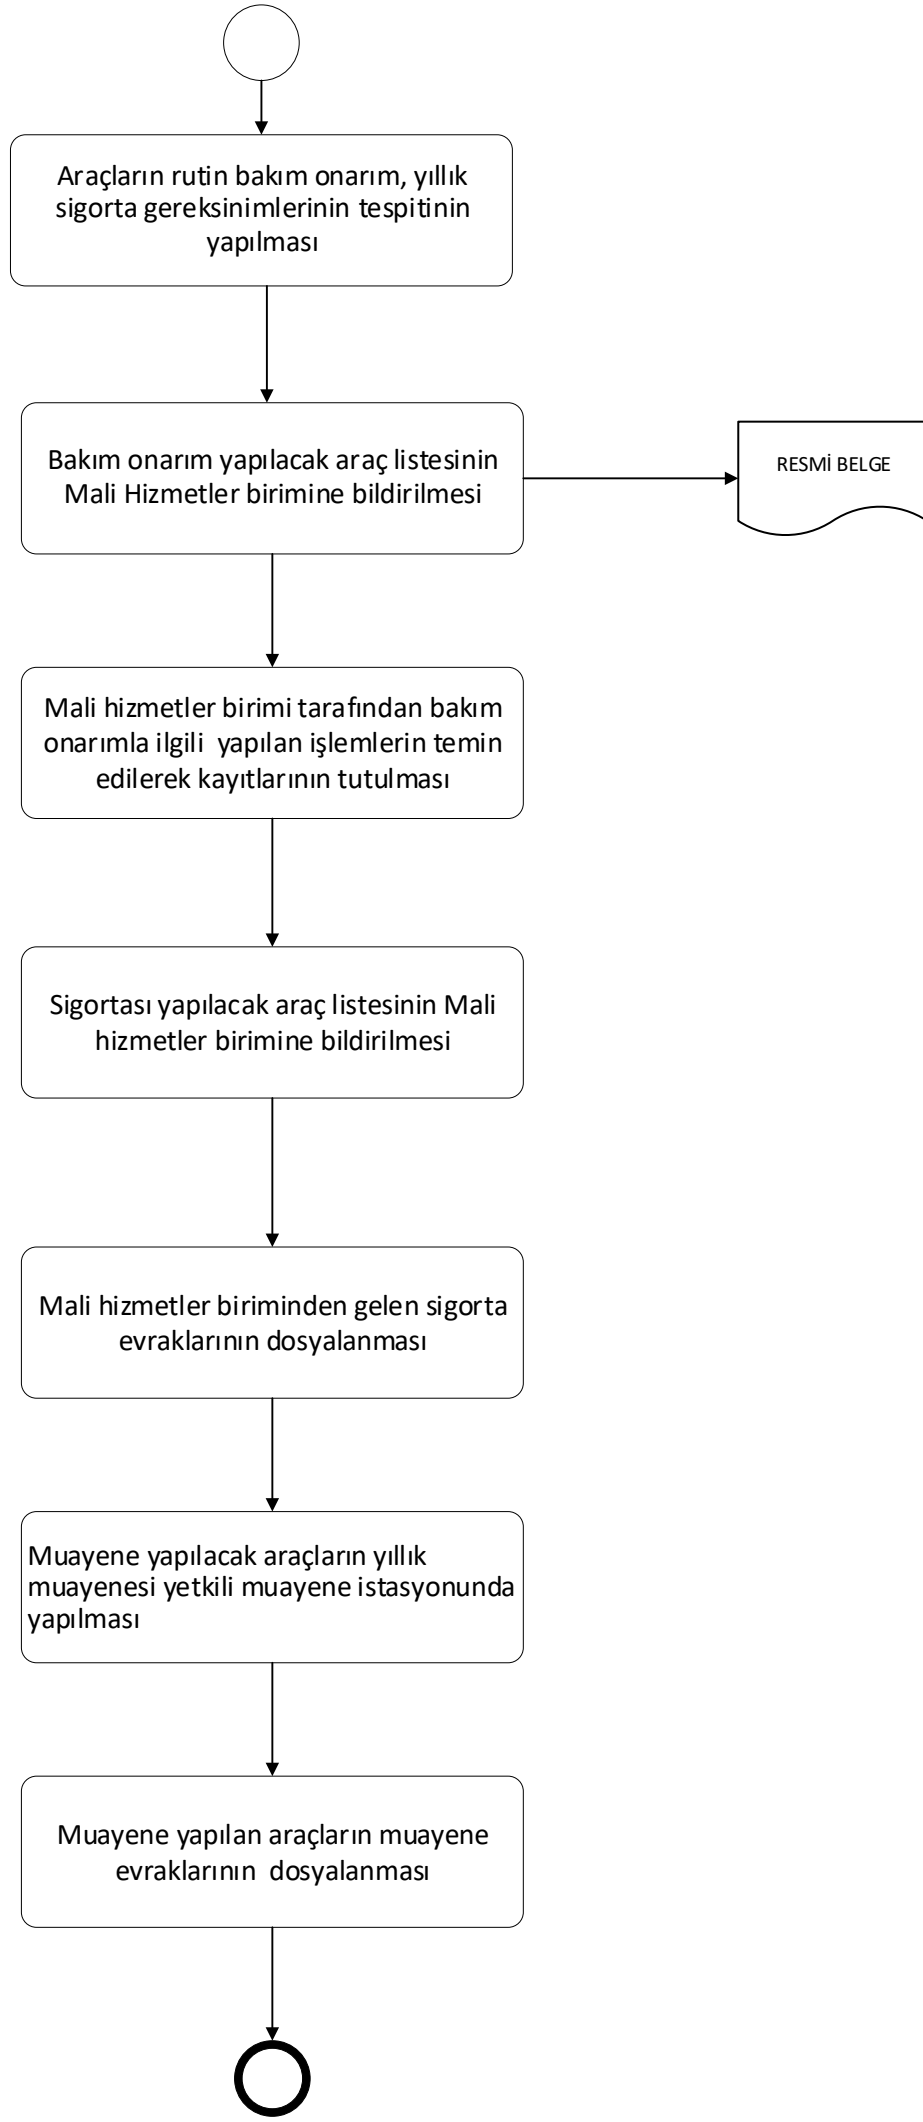 Araçların rutin bakım onarım, yıllık
sigorta gereksinimlerinin tespitinin
yapılması
Bakım onarım yapılacak araç listesinin
Mali Hizmetler birimine bildirilmesi
RESMİ BELGE
Mali hizmetler birimi tarafından bakım
onarımla ilgili  yapılan işlemlerin temin
edilerek kayıtlarının tutulması
Sigortası yapılacak araç listesinin Mali
hizmetler birimine bildirilmesi
Mali hizmetler biriminden gelen sigorta
evraklarının dosyalanması
Muayene yapılacak araçların yıllık
muayenesi yetkili muayene istasyonunda
yapılması
Muayene yapılan araçların muayene
evraklarının  dosyalanması